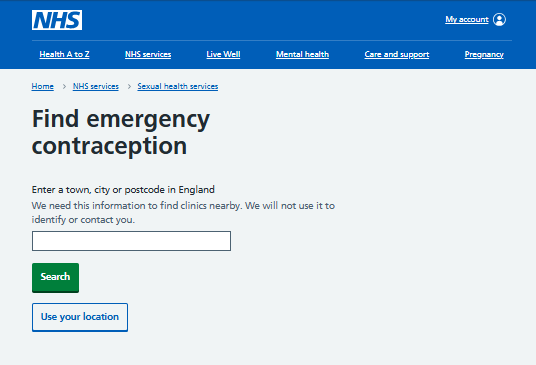 NHS
My account
Health A to Z NHS services Live Well Mental health Care and support Pregnancy
Home > NHS services > Sexual health services
Find emergency
contraception
Enter a town, city or postcode in England
We need this information to find clinics nearby. We will not use it to
identify or contact you.
Search
Use your location